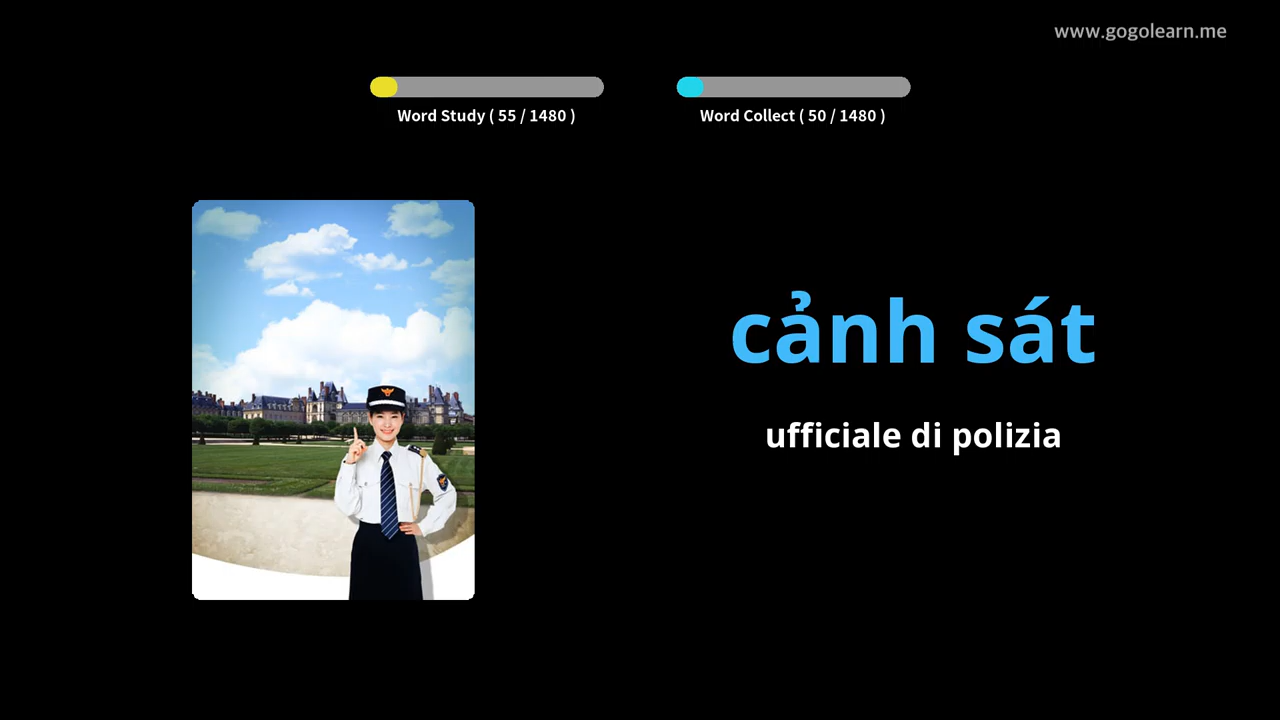 www.gogolearn.me
Word Study ( 55 / 1480 )
Word Collect ( 50 / 1480 )
cảnh sát
ufficiale di polizia